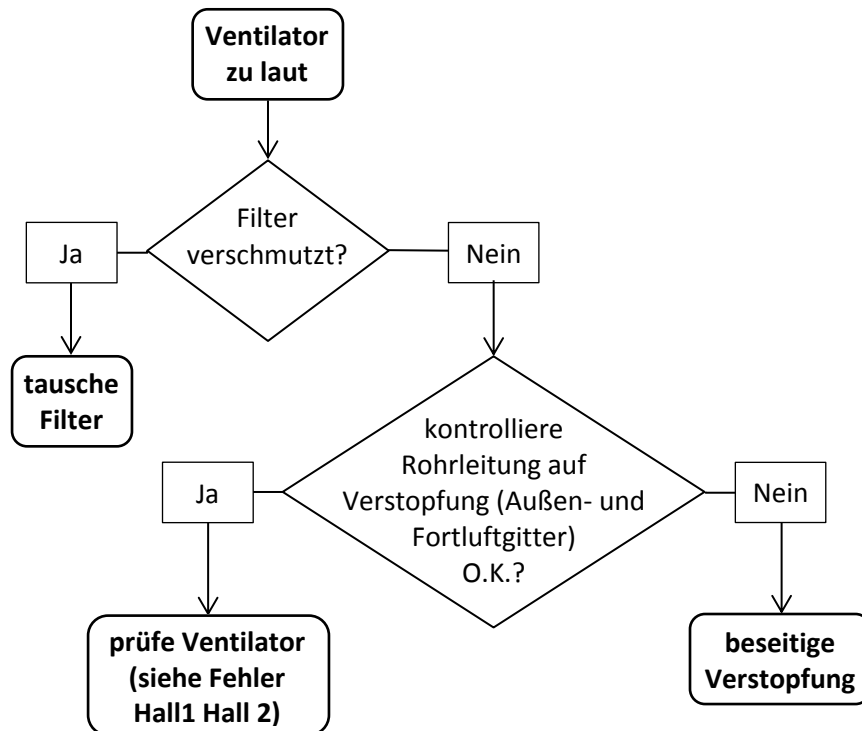 Ventilator
zu laut
Filter
verschmutzt?
Ja
Nein
tausche
Filter
kontrolliere
Rohrleitung auf
Verstopfung (Außen- und
Fortluftgitter)
O.K.?
Ja
Nein
prüfe Ventilator
(siehe Fehler
Hall1 Hall 2)
beseitige
Verstopfung